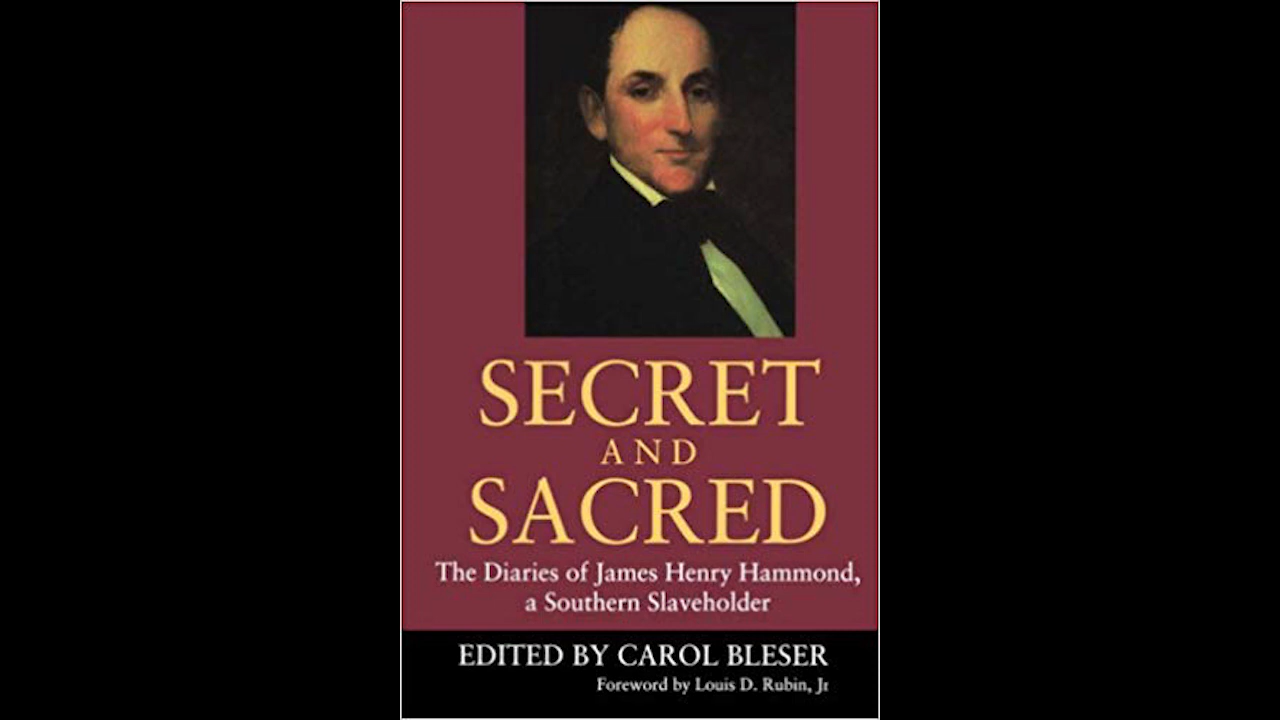 SECRET
AND
SACRED
The Diaries of James Henry Hammond,
a Southern Slaveholder
EDITED BY CAROL BLESER
Foreword by Louis D. Rubin, Jr